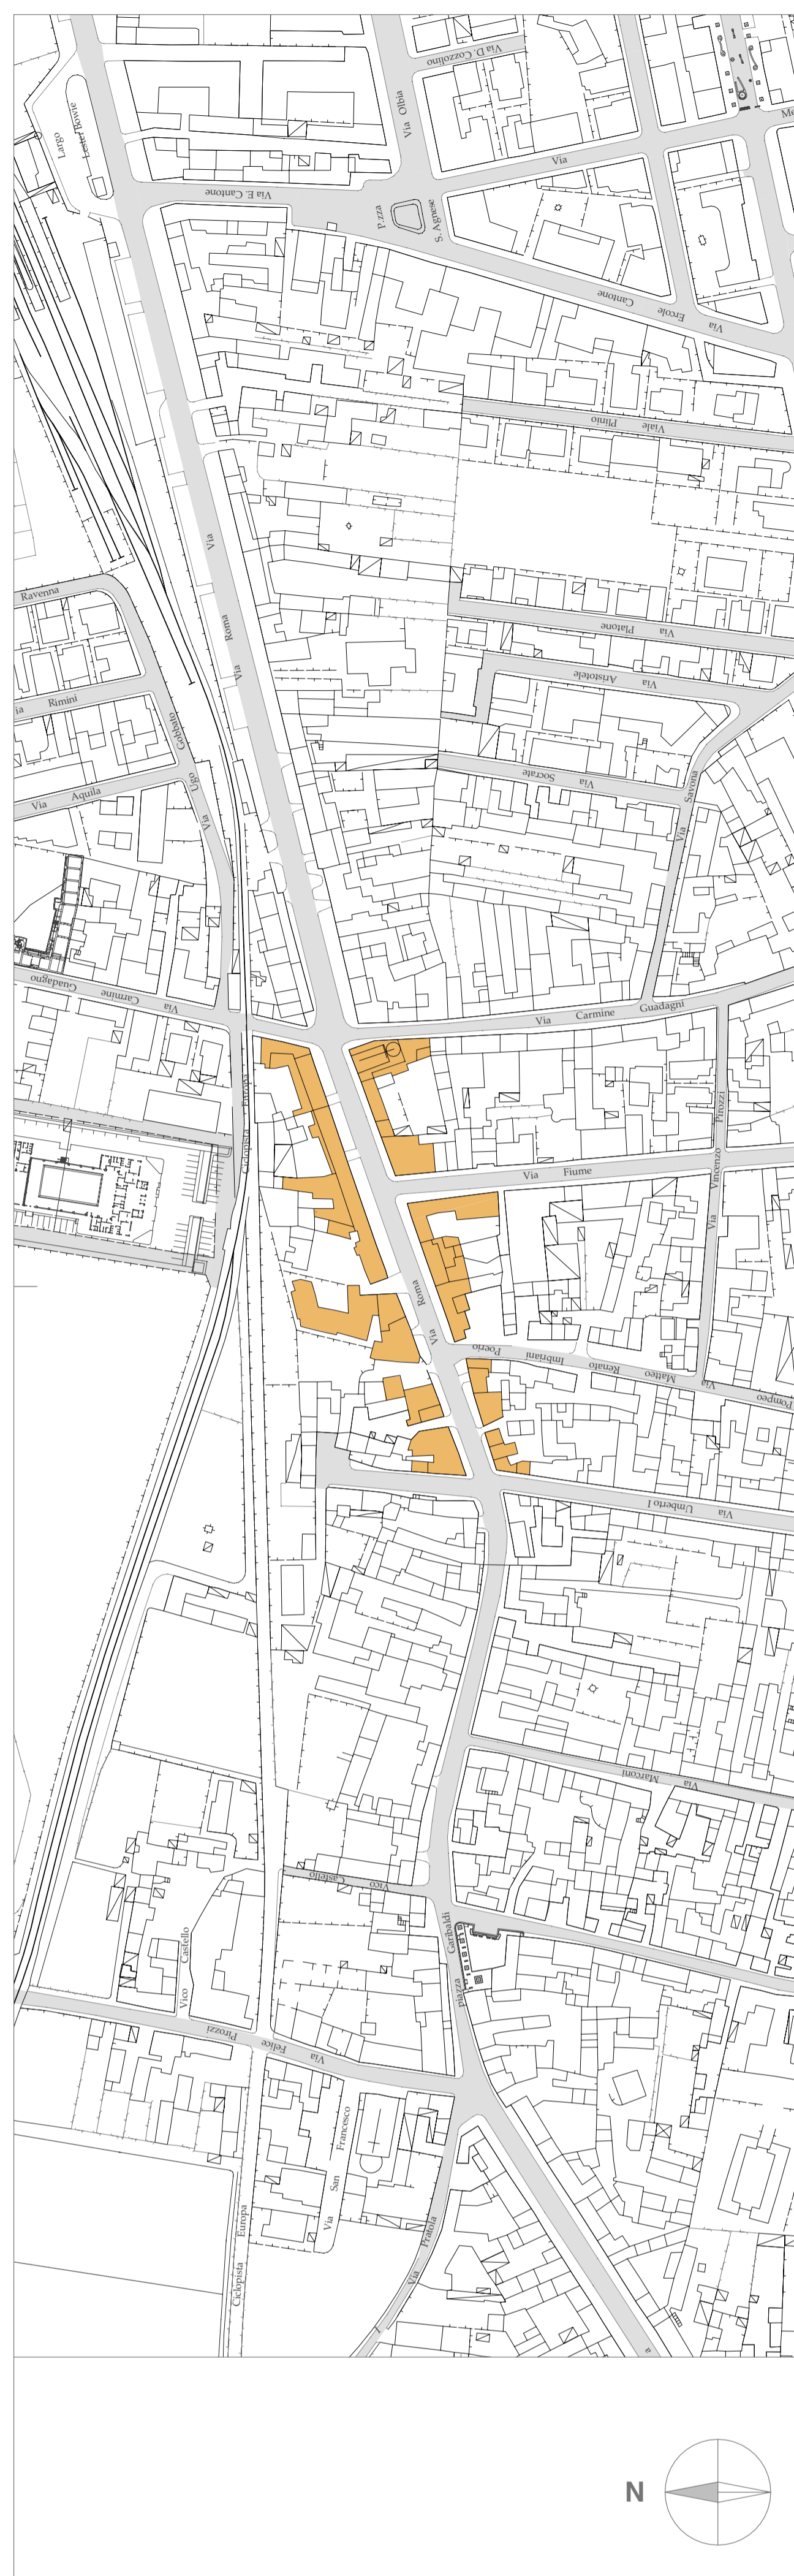 Via D. Cozzolino
Via Olbia
Largo
Lester Bowie
Me
Via
Via E. Cantone
P.zza
S. Agnese
Via
Ercole
Cantone
Viale
Plinio
Via
Roma
Via
Ravenna
Via
Platone
Via
Aristotele
ia
Rimini
Via
Ugo
Gobbato
Via
Socrate
Via
Savona
Via
Aquila
Via
Carmine
Guadagno
Via
Carmine
Guadagni
Ciclopista
Europa
Via
Vincenzo
Pirozzi
Via
Fiume
Roma
Via
Via
Matteo
Renato
Imbriani
Poerio
Pompeo
Via
Umberto I
Via
Marconi
Vico
Castello
Piazza
Garibaldi
Vico
Castello
Via
Felice
Pirozzi
Via
San
Francesco
Ciclopista
Europa
Via
Pratola
a
N